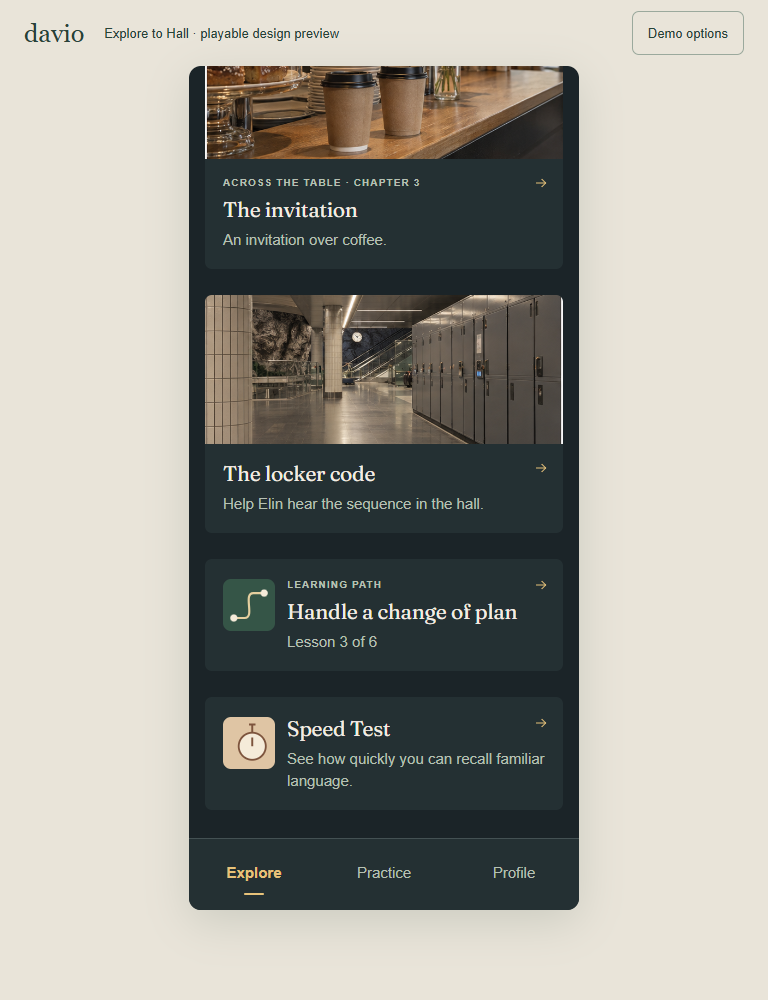 davio
Explore to Hall · playable design preview
Demo options
ACROSS THE TABLE · CHAPTER 3
The invitation
An invitation over coffee.
The locker code
Help Elin hear the sequence in the hall.
LEARNING PATH
Handle a change of plan
Lesson 3 of 6
Speed Test
See how quickly you can recall familiar
language.
Explore
Practice
Profile